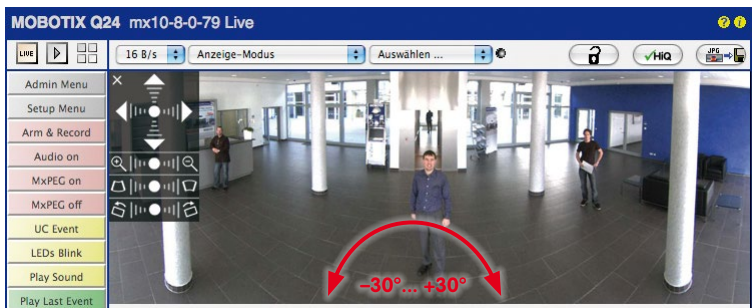 MOBOTIX Q24 mx10-8-0-79 Live
LIVE
16 B/s
Anzeige-Modus
Auswählen ...
HiQ
JPG
Admin Menu
Setup Menu
Arm & Record
Audio on
MxPEG on
MxPEG off
UC Event
LEDs Blink
Play Sound
Play Last Event
–30°... +30°